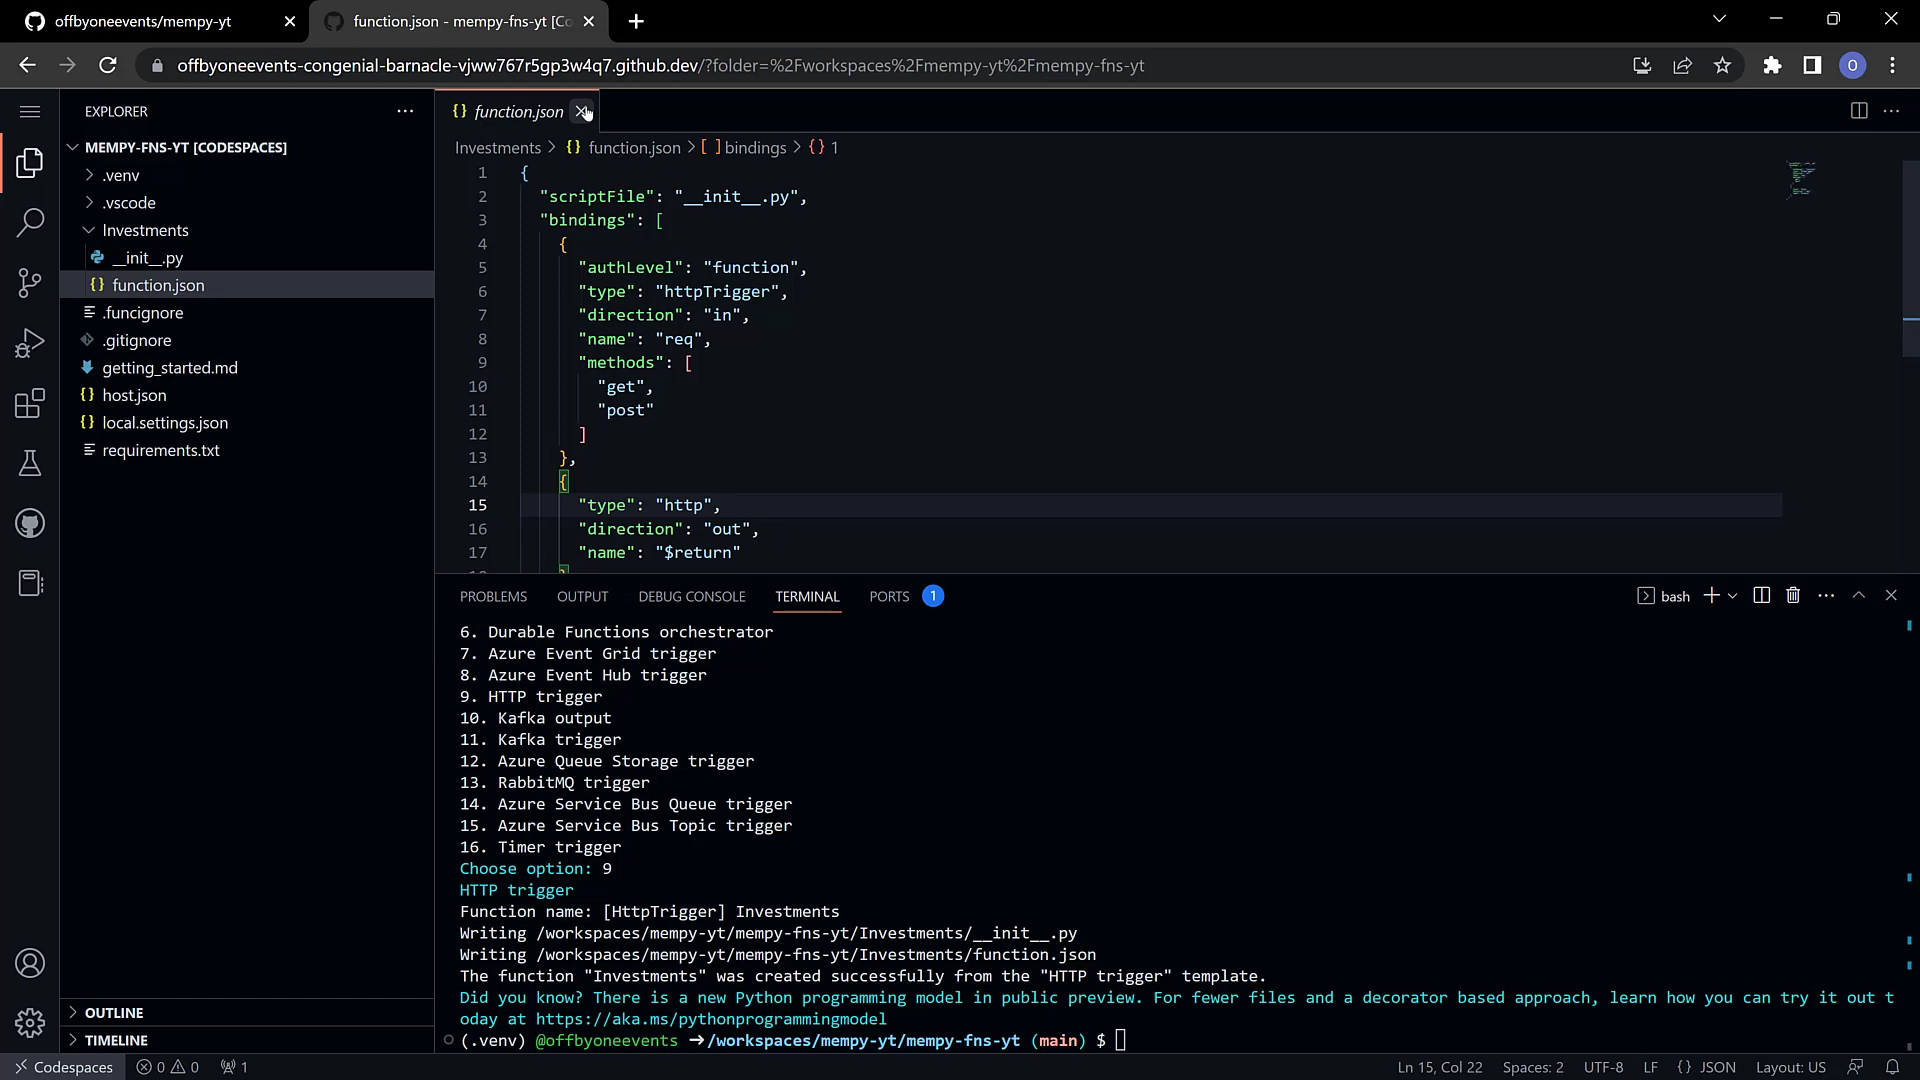 offbyoneevents/mempy-yt
function.json - mempy-fns-yt [Co
offbyoneevents-congenial-barnacle-vjww767r5gp3w4q7.github.dev/?folder=%2Fworkspaces%2Fmempy-yt%2Fmempy-fns-yt
O
EXPLORER
MEMPY-FNS-YT [CODESPACES]
.venv
.vscode
Investments
__init__.py
function.json
.funcignore
.gitignore
getting_started.md
host.json
local.settings.json
requirements.txt
OUTLINE
TIMELINE
function.json
Investments > {} function.json > [ ] bindings > {} 1
1 {
2 "scriptFile": "__init__.py",
3 "bindings": [
4 {
5 "authLevel": "function",
6 "type": "httpTrigger",
7 "direction": "in",
8 "name": "req",
9 "methods": [
10 "get",
11 "post"
12 ]
13 },
14 {
15 "type": "http",
16 "direction": "out",
17 "name": "$return"
PROBLEMS OUTPUT DEBUG CONSOLE TERMINAL PORTS 1
bash
6. Durable Functions orchestrator
7. Azure Event Grid trigger
8. Azure Event Hub trigger
9. HTTP trigger
10. Kafka output
11. Kafka trigger
12. Azure Queue Storage trigger
13. RabbitMQ trigger
14. Azure Service Bus Queue trigger
15. Azure Service Bus Topic trigger
16. Timer trigger
Choose option: 9
HTTP trigger
Function name: [HttpTrigger] Investments
Writing /workspaces/mempy-yt/mempy-fns-yt/Investments/__init__.py
Writing /workspaces/mempy-yt/mempy-fns-yt/Investments/function.json
The function "Investments" was created successfully from the "HTTP trigger" template.
Did you know? There is a new Python programming model in public preview. For fewer files and a decorator based approach, learn how you can try it out t
oday at https://aka.ms/pythonprogrammingmodel
(.venv) @offbyoneevents ➜/workspaces/mempy-yt/mempy-fns-yt (main) $
Codespaces 0 0 1 Ln 15, Col 22 Spaces: 2 UTF-8 LF {} JSON Layout: US